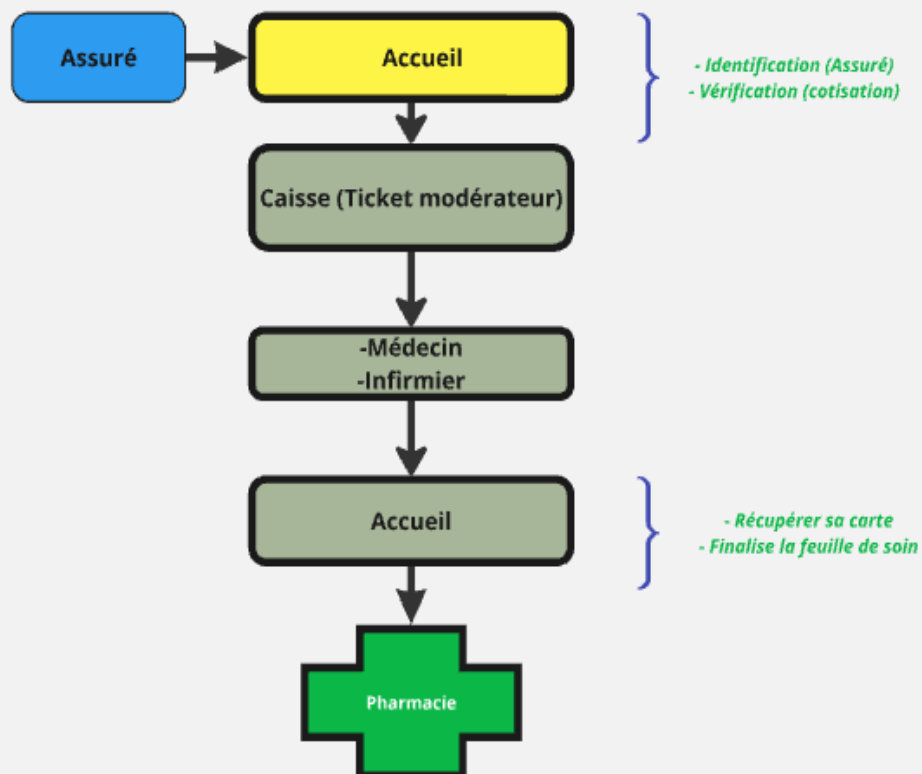 Assuré
Accueil
- Identification (Assuré)
- Vérification (cotisation)
Caisse (Ticket modérateur)
-Médecin
-Infirmier
Accueil
- Récupérer sa carte
- Finalise la feuille de soin
Pharmacie